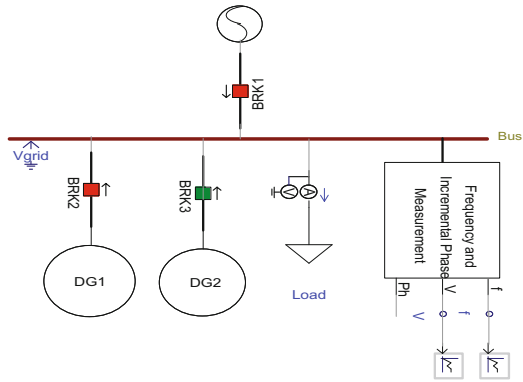 BRK1
Bus
Vgrid
BRK2
BRK3
V
A
DG1
DG2
Load
Frequency and
Incremental Phase
Measurement
Ph
V
f
V
f